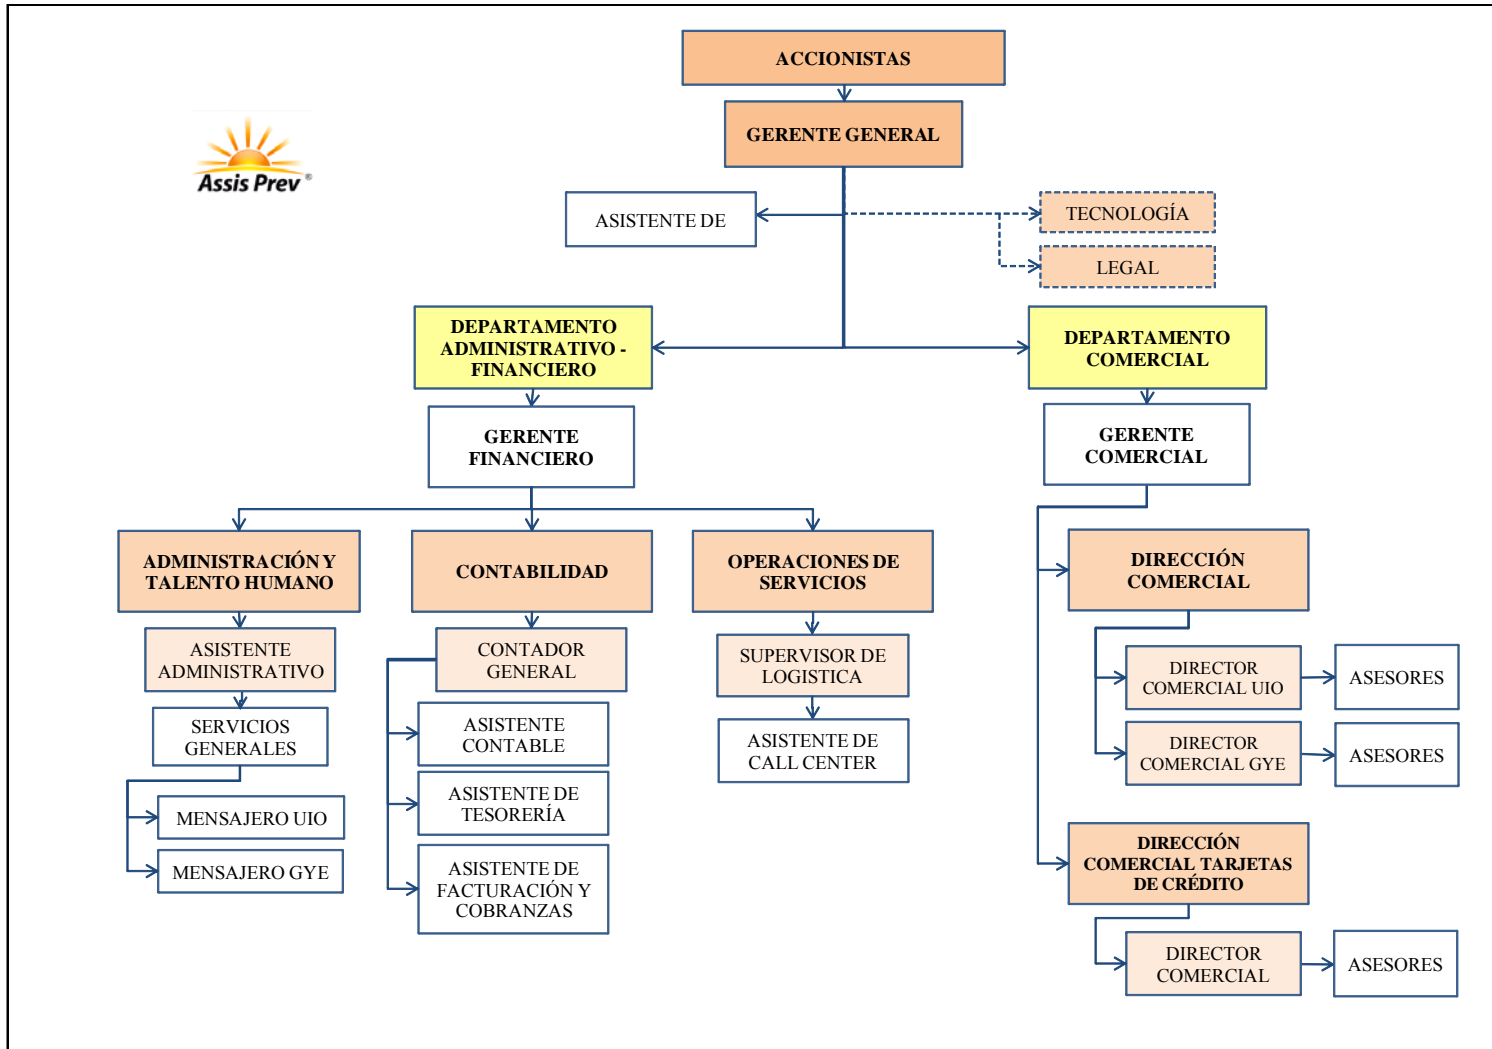 ACCIONISTAS
GERENTE GENERAL
Assis Prev ®
ASISTENTE DE
TECNOLOGÍA
LEGAL
DEPARTAMENTO
ADMINISTRATIVO -
FINANCIERO
DEPARTAMENTO
COMERCIAL
GERENTE
FINANCIERO
GERENTE
COMERCIAL
ADMINISTRACIÓN Y
TALENTO HUMANO
ASISTENTE
ADMINISTRATIVO
SERVICIOS
GENERALES
MENSAJERO UIO
MENSAJERO GYE
CONTABILIDAD
CONTADOR
GENERAL
ASISTENTE
CONTABLE
ASISTENTE DE
TESORERÍA
ASISTENTE DE
FACTURACIÓN Y
COBRANZAS
OPERACIONES DE
SERVICIOS
SUPERVISOR DE
LOGISTICA
ASISTENTE DE
CALL CENTER
DIRECCIÓN
COMERCIAL
DIRECTOR
COMERCIAL UIO
ASESORES
DIRECTOR
COMERCIAL GYE
ASESORES
DIRECCIÓN
COMERCIAL TARJETAS
DE CRÉDITO
DIRECTOR
COMERCIAL
ASESORES